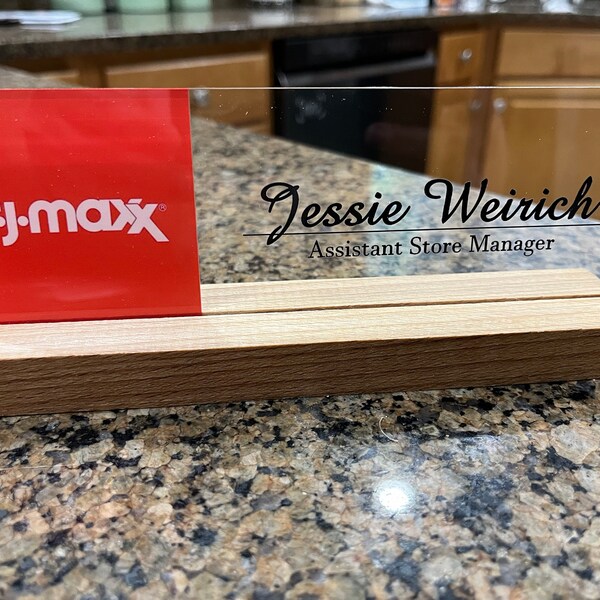 j·maxx®
Jessie Weirich
Assistant Store Manager